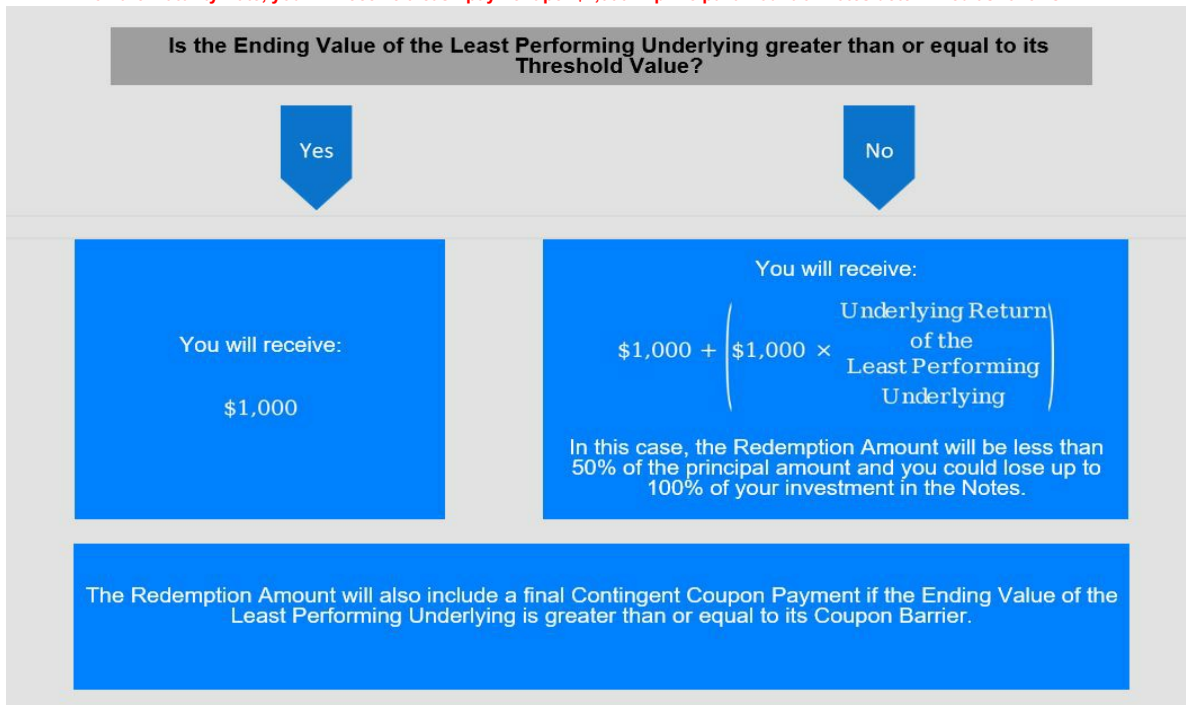 Is the Ending Value of the Least Performing Underlying greater than or equal to its
Threshold Value?
Yes
No
You will receive:
$1,000
You will receive:
$1,000 + ($1,000 × Underlying Return
of the
Least Performing
Underlying)
In this case, the Redemption Amount will be less than
50% of the principal amount and you could lose up to
100% of your investment in the Notes.
The Redemption Amount will also include a final Contingent Coupon Payment if the Ending Value of the
Least Performing Underlying is greater than or equal to its Coupon Barrier.